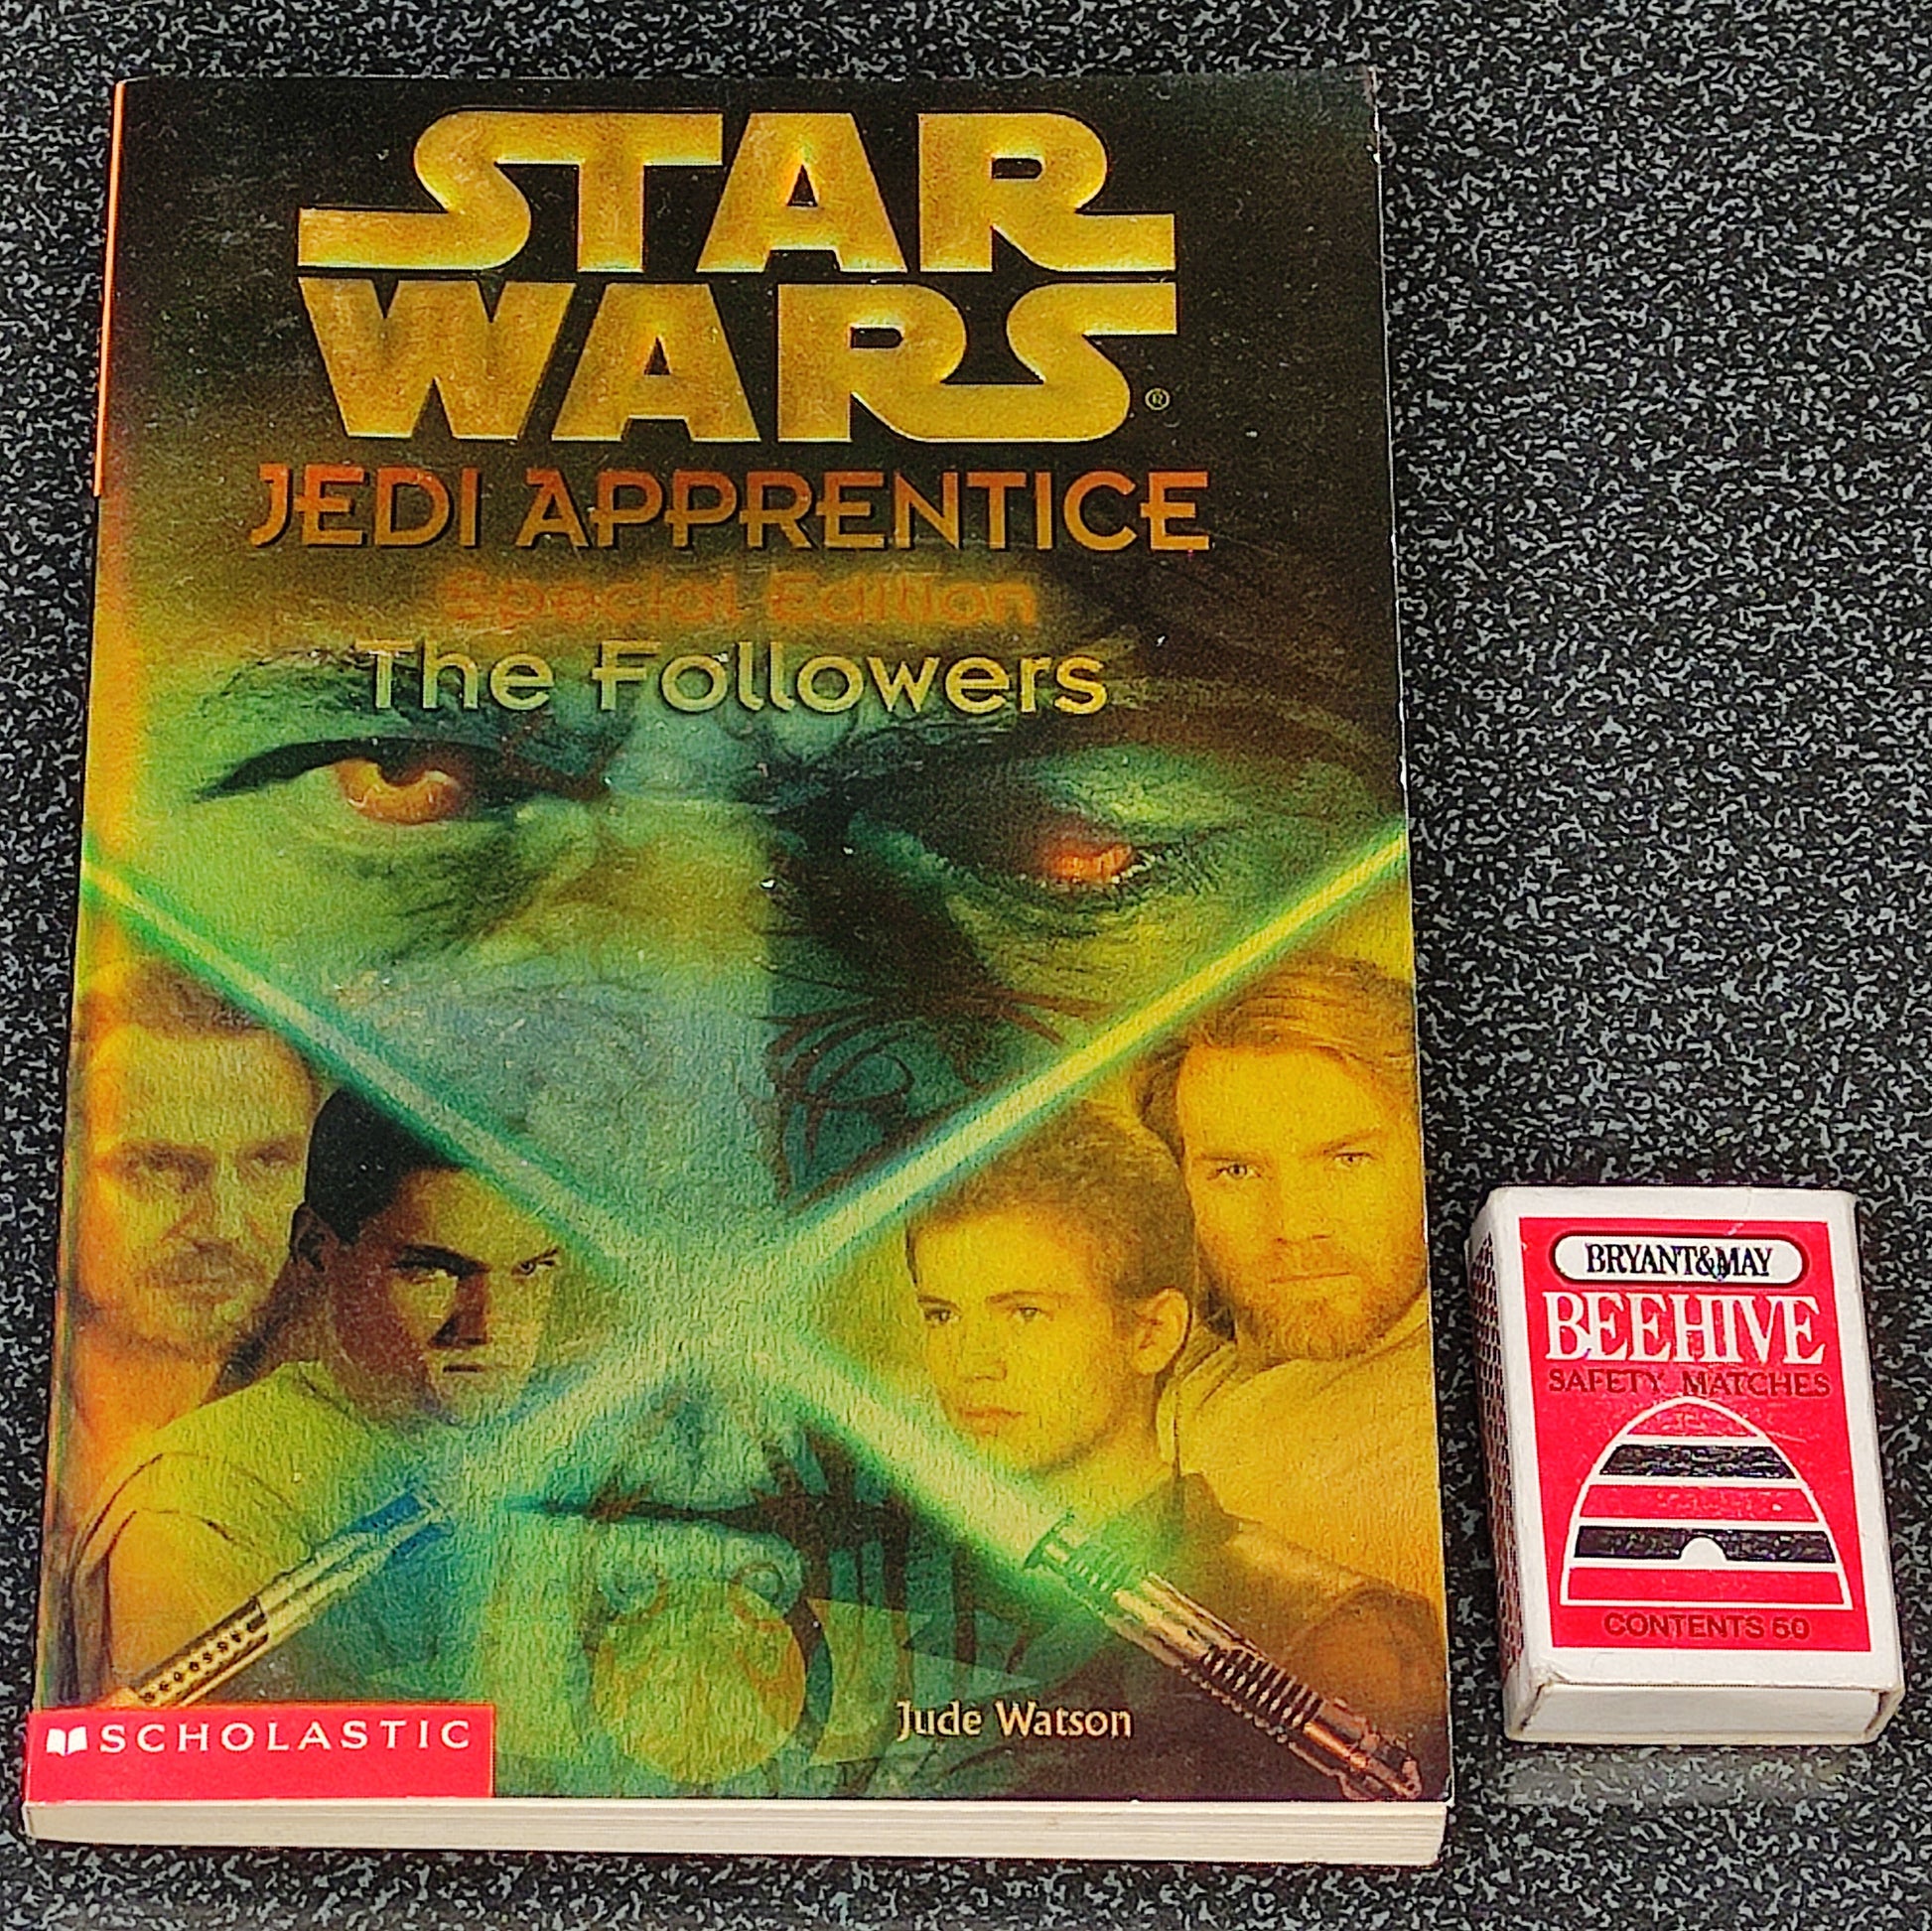 STAR
WARS®
JEDI APPRENTICE
Special Edition
The Followers
Jude Watson
SCHOLASTIC
BRYANT&MAY
BEEHIVE
SAFETY MATCHES
CONTENTS 50